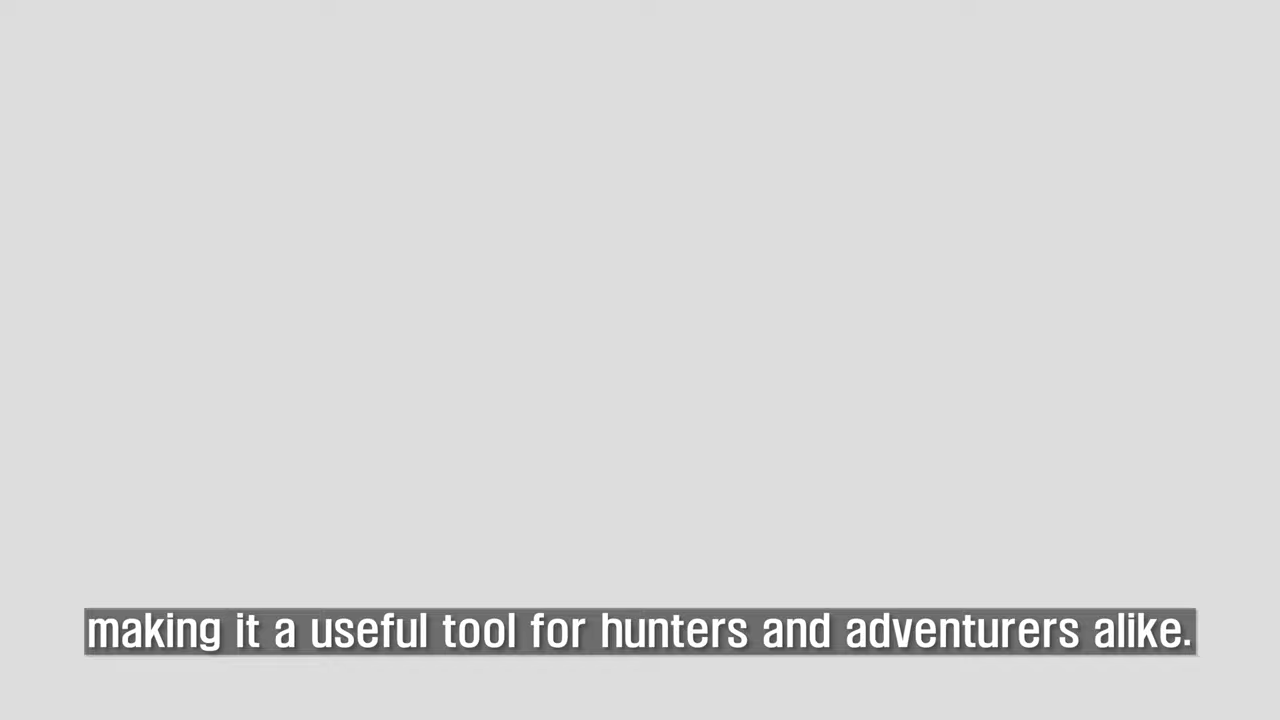 making it a useful tool for hunters and adventurers alike.